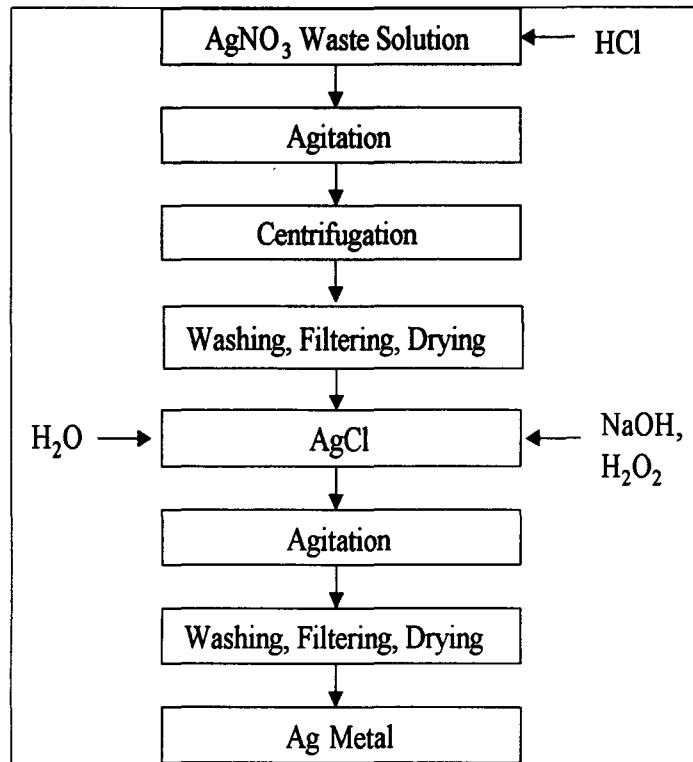 AgNO₃ Waste Solution
HCl
Agitation
Centrifugation
Washing, Filtering, Drying
H₂O
AgCl
NaOH,
H₂O₂
Agitation
Washing, Filtering, Drying
Ag Metal